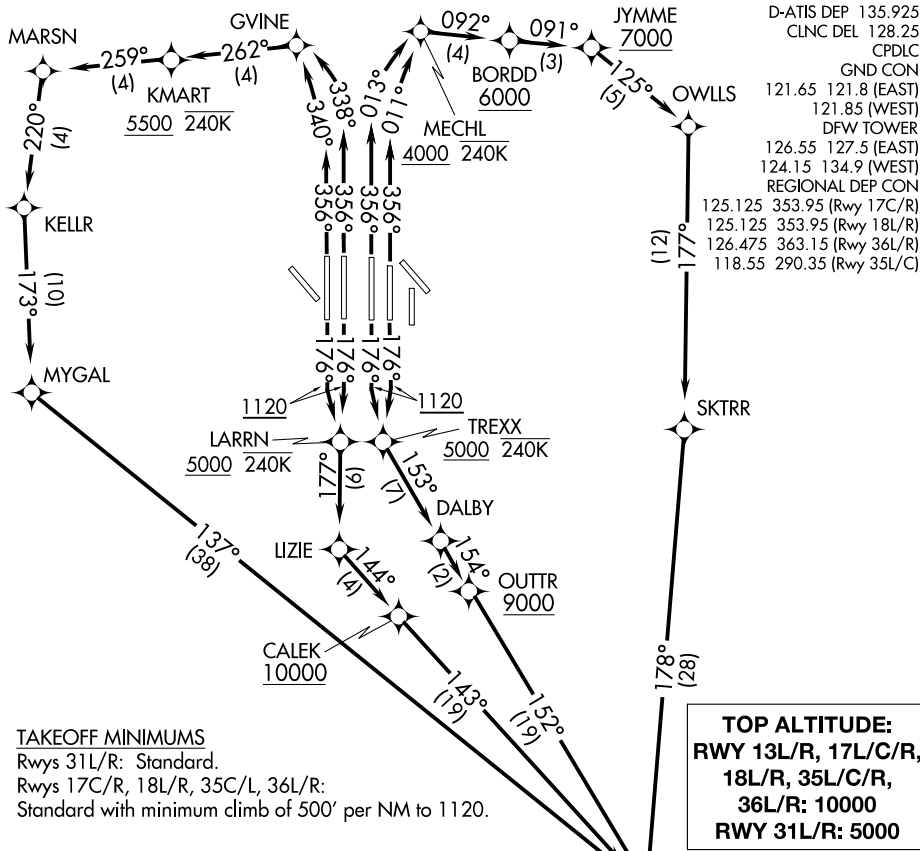 MARSN
259°
(4)
KMART
5500 240K
262°
(4)
GVINE
340°
338°
013°
011°
092°
(4)
MECHL
4000 240K
BORDD
6000
091°
(3)
JYMME
7000
125°
(5)
OWLLS
D-ATIS DEP 135.925
CLNC DEL 128.25
CPDLC
GND CON
121.65 121.8 (EAST)
121.85 (WEST)
DFW TOWER
126.55 127.5 (EAST)
124.15 134.9 (WEST)
REGIONAL DEP CON
125.125 353.95 (Rwy 17C/R)
125.125 353.95 (Rwy 18L/R)
126.475 363.15 (Rwy 36L/R)
118.55 290.35 (Rwy 35L/C)
220°
(4)
KELLR
173°
(10)
MYGAL
356°
356°
356°
356°
176°
176°
176°
176°
177°
(12)
SKTRR
1120
1120
LARRN
5000 240K
TREXX
5000 240K
177°
(6)
153°
(7)
DALBY
LIZIE
144°
(4)
154°
(2)
OUTTR
9000
137°
(38)
CALEK
10000
143°
(19)
152°
(19)
178°
(28)
TAKEOFF MINIMUMS
Rwys 31L/R: Standard.
Rwys 17C/R, 18L/R, 35C/L, 36L/R:
Standard with minimum climb of 500' per NM to 1120.
TOP ALTITUDE:
RWY 13L/R, 17L/C/R,
18L/R, 35L/C/R,
36L/R: 10000
RWY 31L/R: 5000